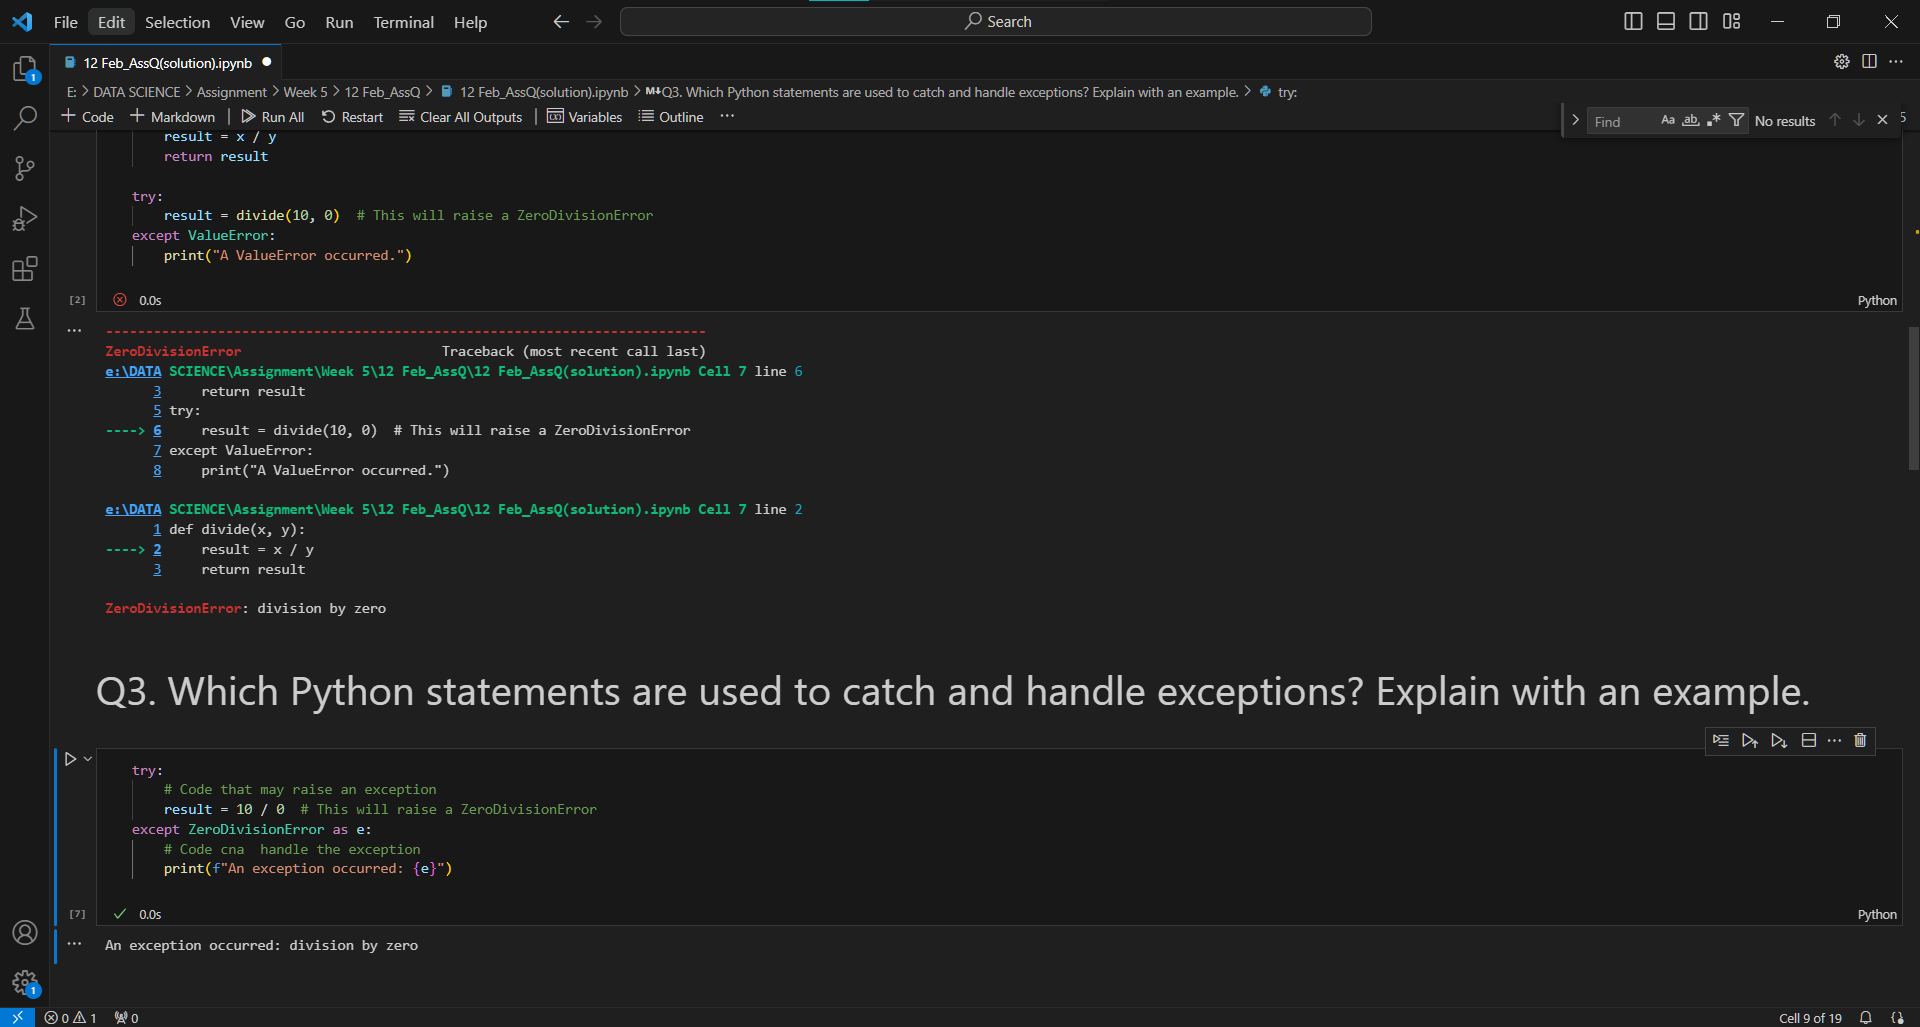 File Edit Selection View Go Run Terminal Help Search
12 Feb_AssQ(solution).ipynb
E: > DATA SCIENCE > Assignment > Week 5 > 12 Feb_AssQ > 12 Feb_AssQ(solution).ipynb > M↓Q3. Which Python statements are used to catch and handle exceptions? Explain with an example. > try:
+ Code + Markdown | Run All Restart Clear All Outputs | Variables Outline ...
Find Aa ab .* No results
result = x / y
return result
try:
result = divide(10, 0)  # This will raise a ZeroDivisionError
except ValueError:
print("A ValueError occurred.")
[2] 0.0s Python
---------------------------------------------------------------------------
ZeroDivisionError                         Traceback (most recent call last)
e:\DATA SCIENCE\Assignment\Week 5\12 Feb_AssQ\12 Feb_AssQ(solution).ipynb Cell 7 line 6
3     return result
5 try:
----> 6     result = divide(10, 0)  # This will raise a ZeroDivisionError
7 except ValueError:
8     print("A ValueError occurred.")
e:\DATA SCIENCE\Assignment\Week 5\12 Feb_AssQ\12 Feb_AssQ(solution).ipynb Cell 7 line 2
1 def divide(x, y):
----> 2     result = x / y
3     return result
ZeroDivisionError: division by zero
Q3. Which Python statements are used to catch and handle exceptions? Explain with an example.
try:
# Code that may raise an exception
result = 10 / 0  # This will raise a ZeroDivisionError
except ZeroDivisionError as e:
# Code cna  handle the exception
print(f"An exception occurred: {e}")
[7] 0.0s Python
An exception occurred: division by zero
1
1
0 1 0 Cell 9 of 19